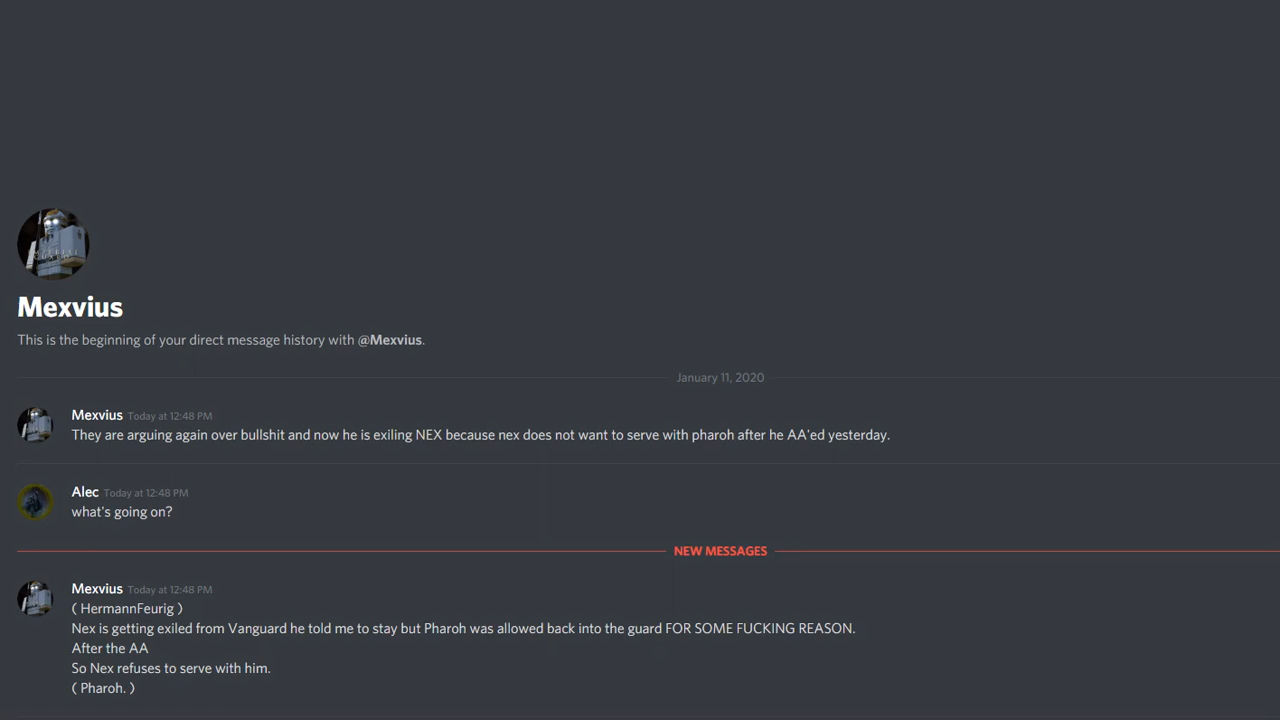 Mexvius
This is the beginning of your direct message history with @Mexvius.
January 11, 2020
Mexvius Today at 12:48 PM
They are arguing again over bullshit and now he is exiling NEX because nex does not want to serve with pharoh after he AA'ed yesterday.
Alec Today at 12:48 PM
what's going on?
NEW MESSAGES
Mexvius Today at 12:48 PM
( HermannFeurig )
Nex is getting exiled from Vanguard he told me to stay but Pharoh was allowed back into the guard FOR SOME FUCKING REASON.
After the AA
So Nex refuses to serve with him.
( Pharoh. )